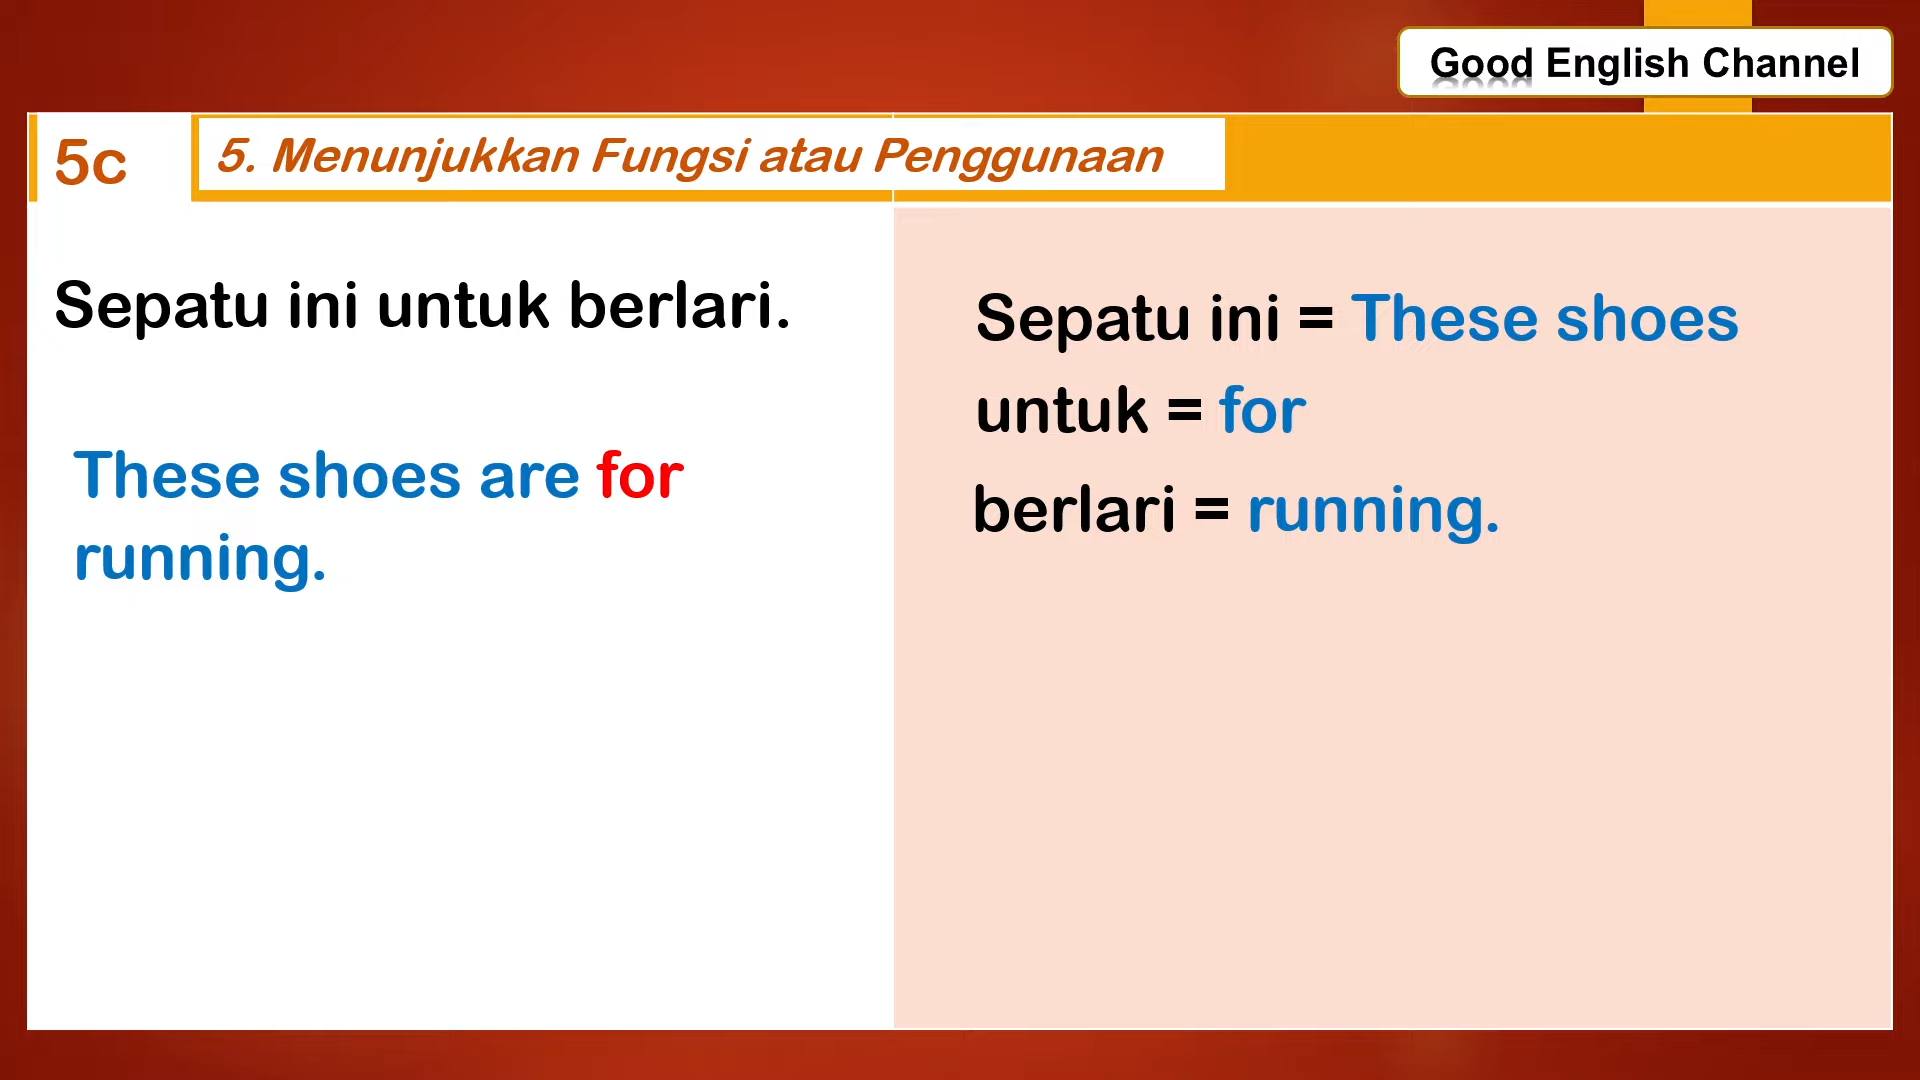 Good English Channel
5c
5. Menunjukkan Fungsi atau Penggunaan
Sepatu ini untuk berlari.
These shoes are for
running.
Sepatu ini = These shoes
untuk = for
berlari = running.